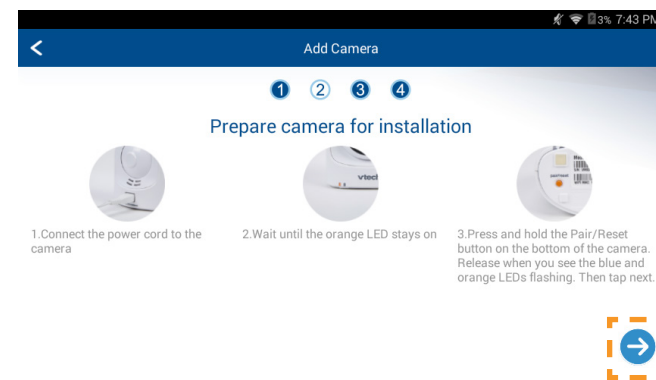 3% 7:43 PM
Add Camera
1 2 3 4
Prepare camera for installation
vtech
1.Connect the power cord to the
camera
2.Wait until the orange LED stays on
3.Press and hold the Pair/Reset
button on the bottom of the camera.
Release when you see the blue and
orange LEDs flashing. Then tap next.